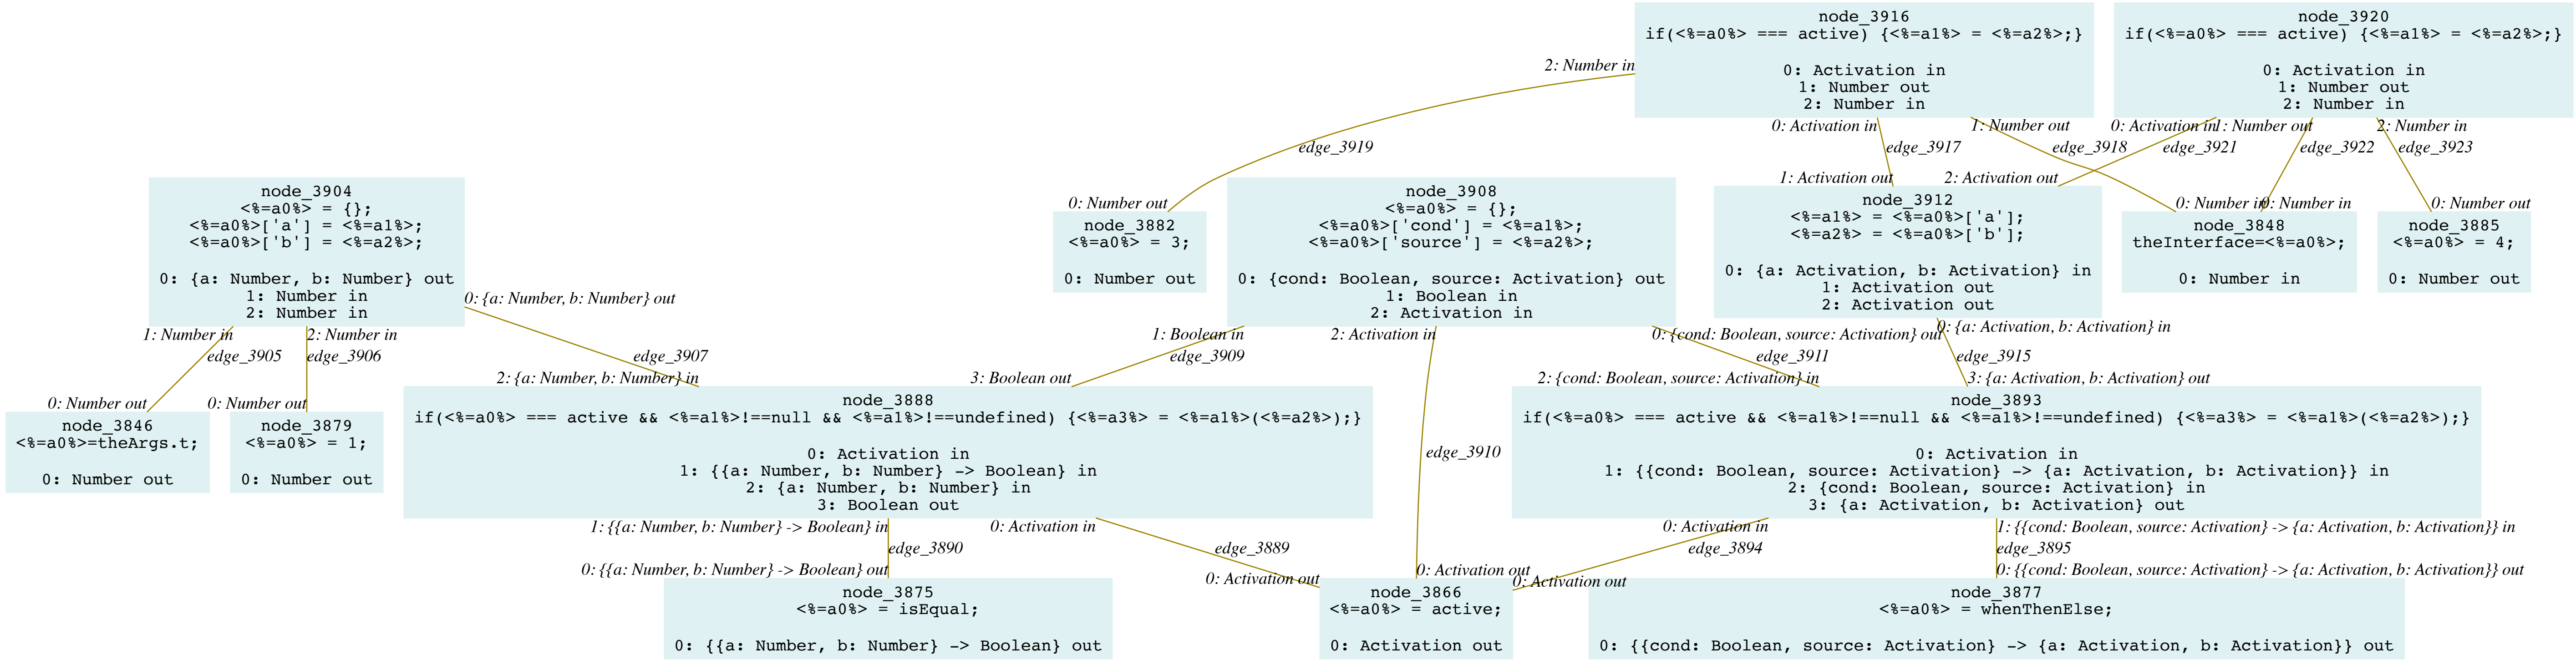 node_3916
if(<%=a0%> === active) {<%=a1%> = <%=a2%>;}
0: Activation in
1: Number out
2: Number in
node_3920
if(<%=a0%> === active) {<%=a1%> = <%=a2%>;}
0: Activation in
1: Number out
2: Number in
2: Number in
edge_3919
0: Number out
0: Activation in
edge_3917
1: Activation out
1: Number out
edge_3918
0: Number in
0: Activation in
edge_3921
2: Activation out
1: Number out
edge_3922
0: Number in
2: Number in
edge_3923
0: Number out
node_3904
<%=a0%> = {};
<%=a0%>['a'] = <%=a1%>;
<%=a0%>['b'] = <%=a2%>;
0: {a: Number, b: Number} out
1: Number in
2: Number in
node_3882
<%=a0%> = 3;
0: Number out
node_3908
<%=a0%> = {};
<%=a0%>['cond'] = <%=a1%>;
<%=a0%>['source'] = <%=a2%>;
0: {cond: Boolean, source: Activation} out
1: Boolean in
2: Activation in
node_3912
<%=a1%> = <%=a0%>['a'];
<%=a2%> = <%=a0%>['b'];
0: {a: Activation, b: Activation} in
1: Activation out
2: Activation out
node_3848
theInterface=<%=a0%>;
0: Number in
node_3885
<%=a0%> = 4;
0: Number out
1: Number in
edge_3905
0: Number out
2: Number in
edge_3906
0: Number out
0: {a: Number, b: Number} out
edge_3907
2: {a: Number, b: Number} in
1: Boolean in
edge_3909
3: Boolean out
2: Activation in
edge_3910
0: Activation out
0: {cond: Boolean, source: Activation} out
edge_3911
2: {cond: Boolean, source: Activation} in
0: {a: Activation, b: Activation} in
edge_3915
3: {a: Activation, b: Activation} out
node_3846
<%=a0%>=theArgs.t;
0: Number out
node_3879
<%=a0%> = 1;
0: Number out
node_3888
if(<%=a0%> === active && <%=a1%>!==null && <%=a1%>!==undefined) {<%=a3%> = <%=a1%>(<%=a2%>);}
0: Activation in
1: {{a: Number, b: Number} -> Boolean} in
2: {a: Number, b: Number} in
3: Boolean out
node_3893
if(<%=a0%> === active && <%=a1%>!==null && <%=a1%>!==undefined) {<%=a3%> = <%=a1%>(<%=a2%>);}
0: Activation in
1: {{cond: Boolean, source: Activation} -> {a: Activation, b: Activation}} in
2: {cond: Boolean, source: Activation} in
3: {a: Activation, b: Activation} out
1: {{a: Number, b: Number} -> Boolean} in
edge_3890
0: {{a: Number, b: Number} -> Boolean} out
0: Activation in
edge_3889
0: Activation out
0: Activation in
edge_3894
0: Activation out
1: {{cond: Boolean, source: Activation} -> {a: Activation, b: Activation}} in
edge_3895
0: {{cond: Boolean, source: Activation} -> {a: Activation, b: Activation}} out
node_3875
<%=a0%> = isEqual;
0: {{a: Number, b: Number} -> Boolean} out
node_3866
<%=a0%> = active;
0: Activation out
node_3877
<%=a0%> = whenThenElse;
0: {{cond: Boolean, source: Activation} -> {a: Activation, b: Activation}} out